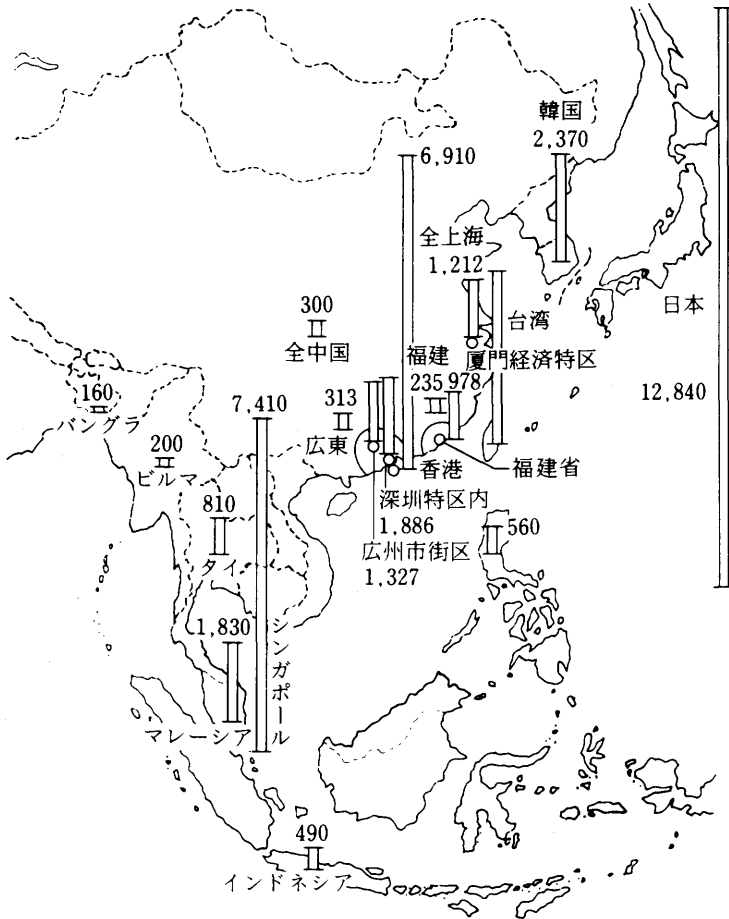 韓国
2,370
6,910
全上海
1,212
台湾
日本
12,840
300
全中国
福建
厦門経済特区
235
978
313
広東
160
バングラ
7,410
200
ビルマ
香港
福建省
深圳特区内
1,886
広州市街区
1,327
810
タイ
560
1,830
マレーシア
シンガポール
490
インドネシア